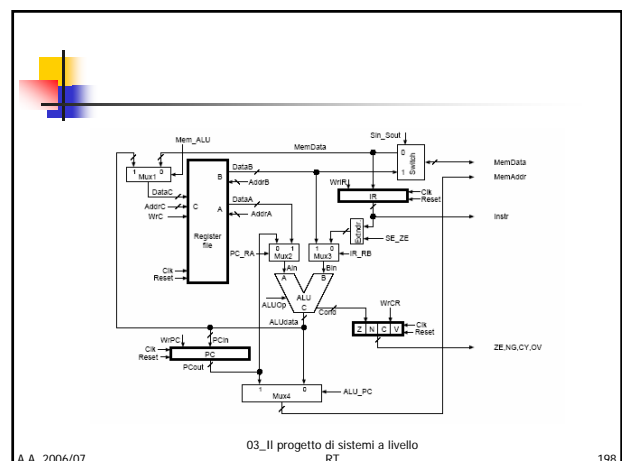 Sin_Sout
Mem_ALU
MemData
0
Switch
1
MemData
MemAddr
1 0
Mux1
DataB
B
AddrB
DataC
WrIR
IR
Clk
Reset
AddrC
C
DataA
A
AddrA
WrC
Instr
Register
file
Extndr.
SE_ZE
PC_RA
0 1
Mux2
1 0
Mux3
IR_RB
AIn
BIn
Clk
Reset
A
B
ALU
ALUOp
C
Cond
WrCR
ALUdata
Z N C V
Clk
Reset
WrPC
PCin
ZE,NG,CY,OV
Clk
Reset
PC
PCout
1 0
Mux4
ALU_PC
A.A. 2006/07
03_Il progetto di sistemi a livello
RT
198